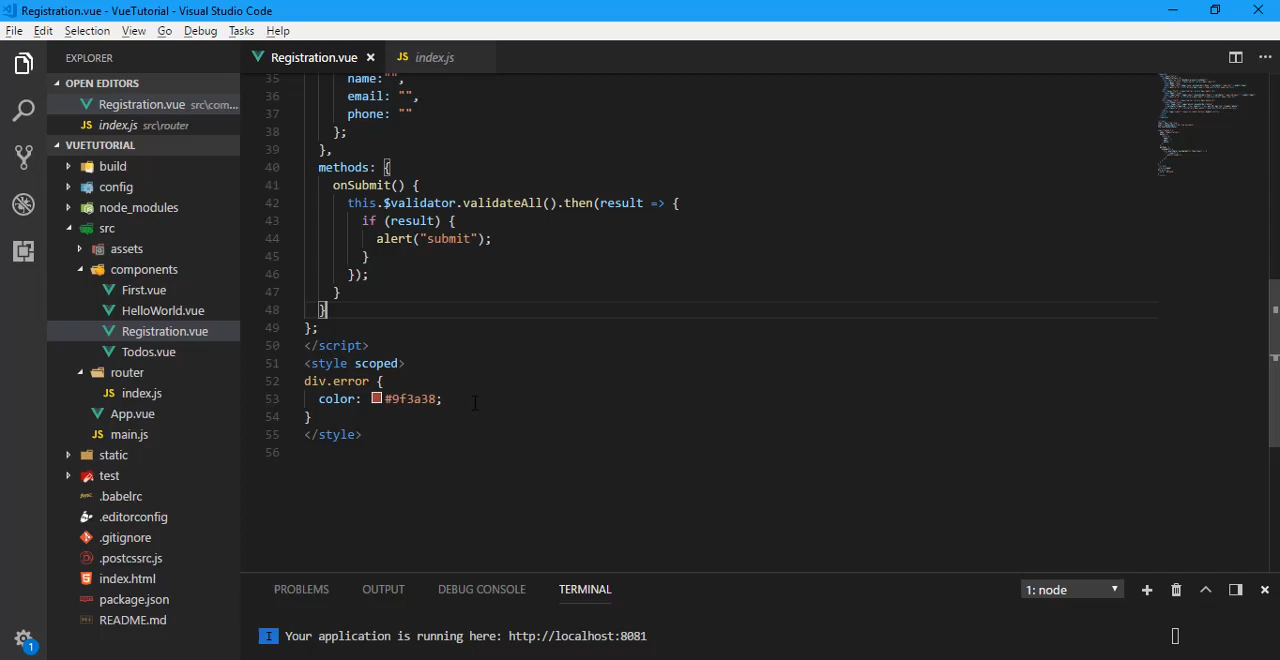 Registration.vue - VueTutorial - Visual Studio Code
File Edit Selection View Go Debug Tasks Help
EXPLORER
OPEN EDITORS
Registration.vue src\com...
JS index.js src\router
VUETUTORIAL
build
config
node_modules
src
assets
components
First.vue
HelloWorld.vue
Registration.vue
Todos.vue
router
JS index.js
App.vue
JS main.js
static
test
.babelrc
.editorconfig
.gitignore
.postcssrc.js
index.html
package.json
README.md
1
Registration.vue JS index.js
35 name:"",
36 email: "",
37 phone: ""
38 };
39 },
40 methods: {
41 onSubmit() {
42 this.$validator.validateAll().then(result => {
43 if (result) {
44 alert("submit");
45 }
46 });
47 }
48 }
49 };
50 </script>
51 <style scoped>
52 div.error {
53 color: #9f3a38;
54 }
55 </style>
56
PROBLEMS OUTPUT DEBUG CONSOLE TERMINAL 1: node
I Your application is running here: http://localhost:8081